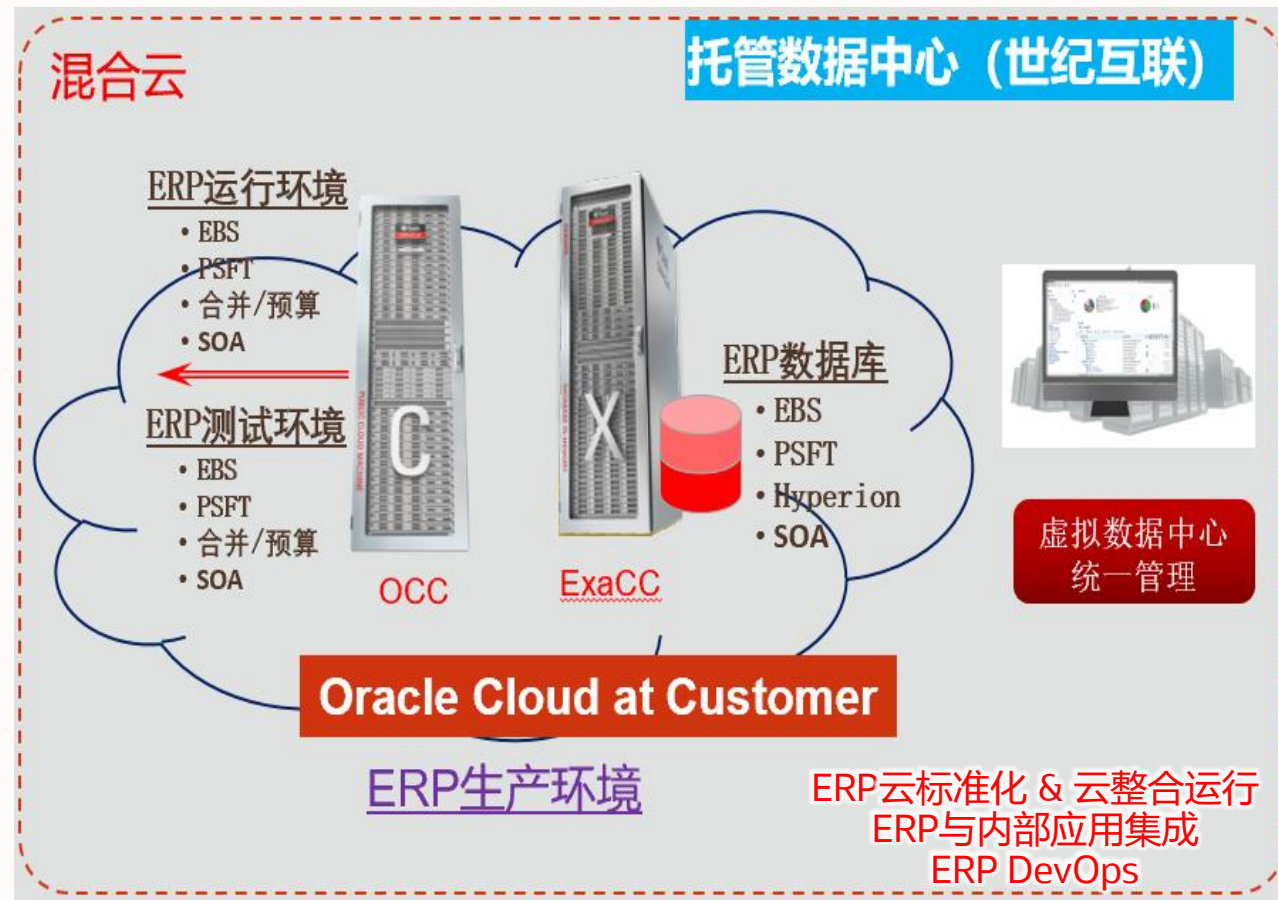 混合云
托管数据中心（世纪互联）
ERP运行环境
• EBS
• PSFT
• 合并/预算
• SOA
ERP测试环境
• EBS
• PSFT
• 合并/预算
• SOA
PUBLIC CLOUD MACHINE
C
X
OCC
ExaCC
ERP数据库
• EBS
• PSFT
• Hyperion
• SOA
虚拟数据中心
统一管理
Oracle Cloud at Customer
ERP生产环境
ERP云标准化 & 云整合运行
ERP与内部应用集成
ERP DevOps